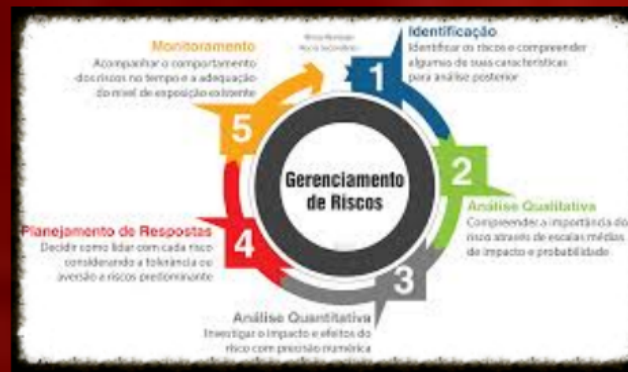 Identificação
Identificar os riscos e compreender
algumas de suas características
para análise posterior
1
2
Análise Qualitativa
Compreender a importância do
risco através de escalas médias
de impacto e probabilidade
3
Análise Quantitativa
Investigar o impacto e efeitos do
risco com precisão numérica
4
Planejamento de Respostas
Decidir como lidar com cada risco
considerando a tolerância ou
aversão a riscos predominante
5
Monitoramento
Acompanhar o comportamento
dos riscos no tempo e a adequação
do nível de exposição existente
Gerenciamento
de Riscos